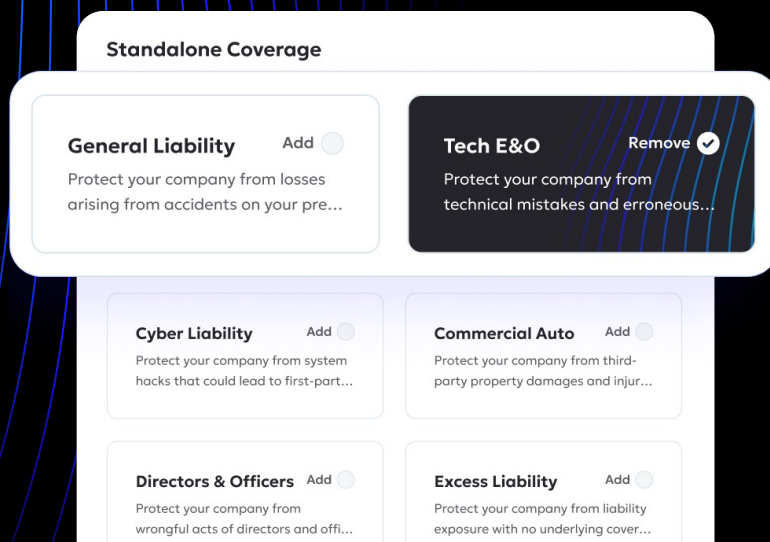 Standalone Coverage
General Liability Add
Protect your company from losses
arising from accidents on your pre...
Tech E&O Remove
Protect your company from
technical mistakes and erroneous...
Cyber Liability Add
Protect your company from system
hacks that could lead to first-part...
Commercial Auto Add
Protect your company from third-
party property damages and injur...
Directors & Officers Add
Protect your company from
wrongful acts of directors and offi...
Excess Liability Add
Protect your company from liability
exposure with no underlying cover...